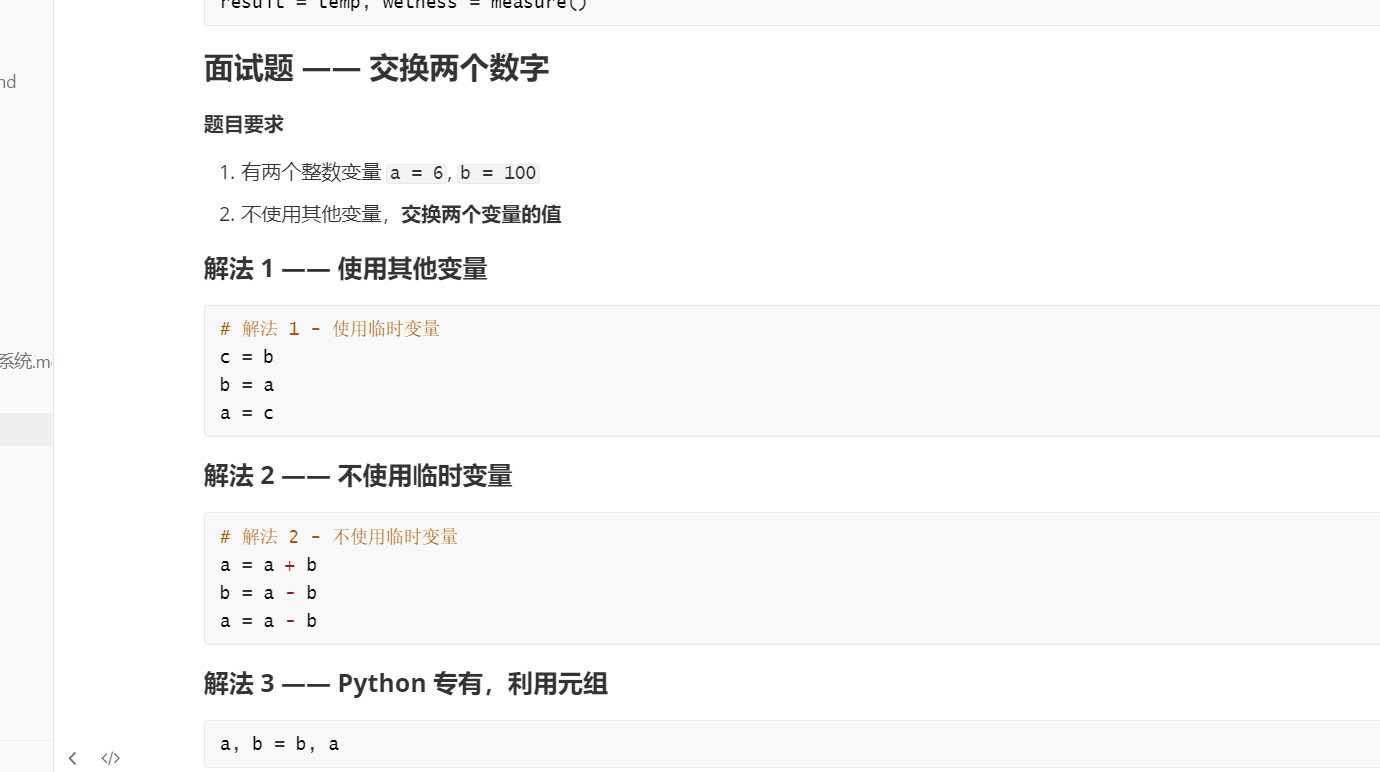 result = temp, wetness = measure()
面试题 —— 交换两个数字
nd
题目要求
1. 有两个整数变量 a = 6, b = 100
2. 不使用其他变量，交换两个变量的值
解法 1 —— 使用其他变量
# 解法 1 - 使用临时变量
c = b
系统.m
b = a
a = c
解法 2 —— 不使用临时变量
# 解法 2 - 不使用临时变量
a = a + b
b = a - b
a = a - b
解法 3 —— Python 专有，利用元组
a, b = b, a